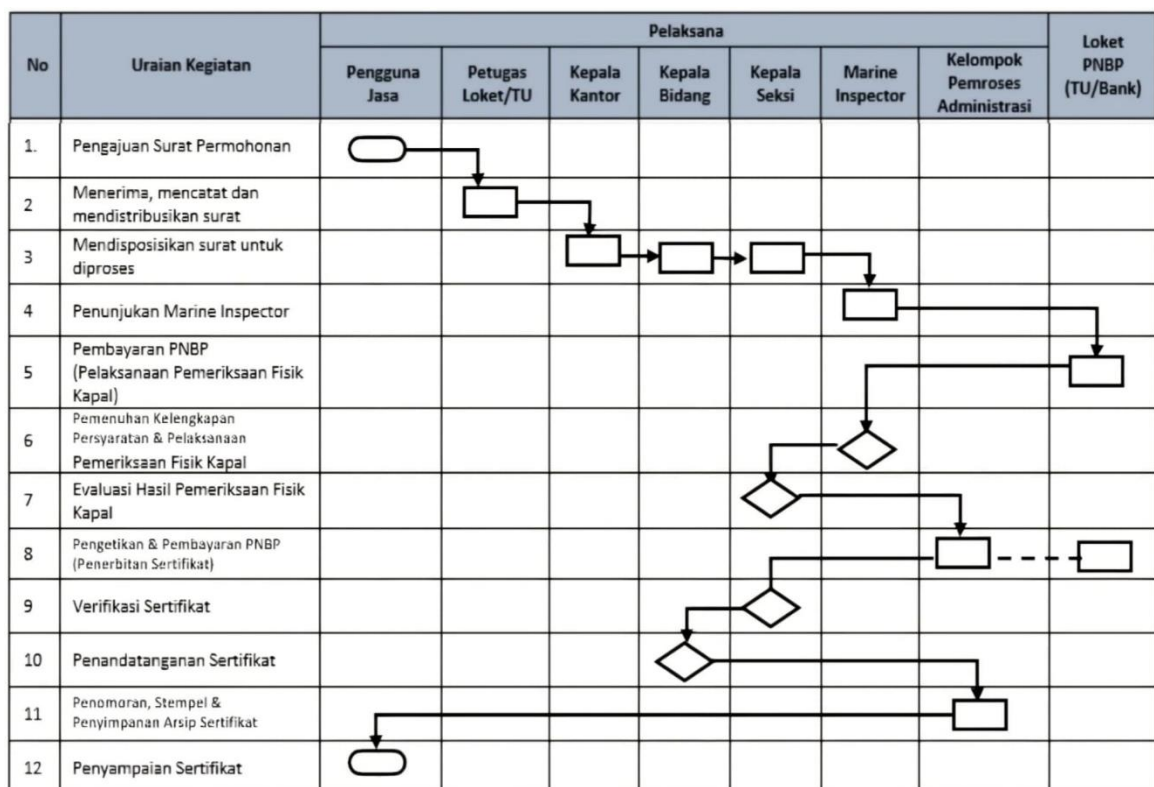 No
Uraian Kegiatan
Pelaksana
Loket
PNBP
(TU/Bank)
Pengguna
Jasa
Petugas
Loket/TU
Kepala
Kantor
Kepala
Bidang
Kepala
Seksi
Marine
Inspector
Kelompok
Pemroses
Administrasi
1.
Pengajuan Surat Permohonan
2
Menerima, mencatat dan
mendistribusikan surat
3
Mendisposisikan surat untuk
diproses
4
Penunjukan Marine Inspector
5
Pembayaran PNBP
(Pelaksanaan Pemeriksaan Fisik
Kapal)
6
Pemenuhan Kelengkapan
Persyaratan & Pelaksanaan
Pemeriksaan Fisik Kapal
7
Evaluasi Hasil Pemeriksaan Fisik
Kapal
8
Pengetikan & Pembayaran PNBP
(Penerbitan Sertifikat)
9
Verifikasi Sertifikat
10
Penandatanganan Sertifikat
11
Penomoran, Stempel &
Penyimpanan Arsip Sertifikat
12
Penyampaian Sertifikat